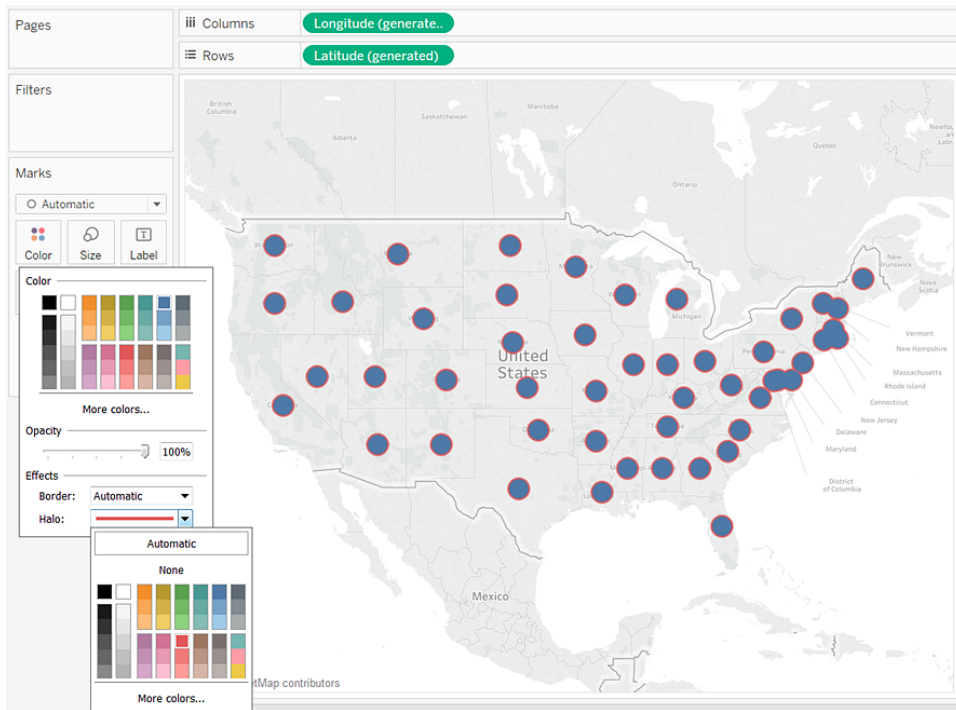 Pages
Columns
Longitude (generate..
Rows
Latitude (generated)
Filters
Marks
Automatic
Color
Size
T
Label
Color
More colors...
Opacity
100%
Effects
Border:
Automatic
Halo:
Automatic
None
More colors...
British
Columbia
Alberta
Saskatchewan
Manitoba
Ontario
Quebec
New
Brunswick
Nova
Scotia
Michigan
United
States
Vermont
New Hampshire
Massachusetts
Rhode Island
Connecticut
New Jersey
Delaware
Maryland
District
of Columbia
Mexico
etMap contributors